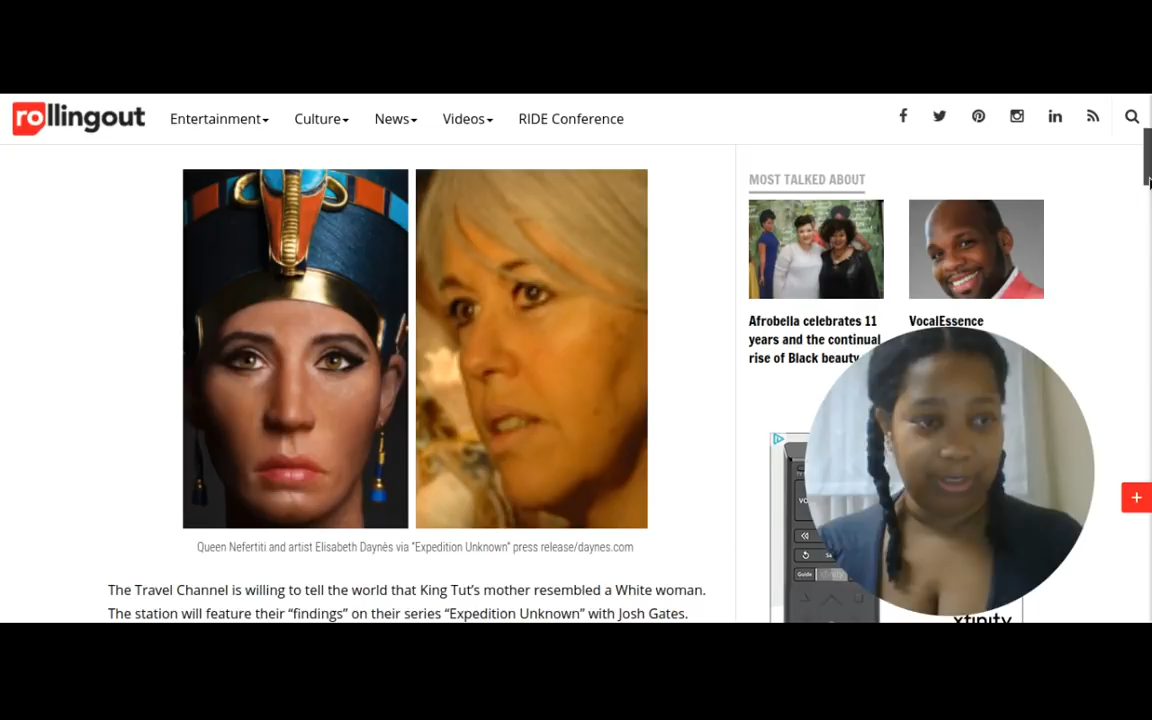 rollingout
Entertainment
Culture
News
Videos
RIDE Conference
MOST TALKED ABOUT
Afrobella celebrates 11
years and the continual
rise of Black beauty
VocalEssence
Queen Nefertiti and artist Elisabeth Daynès via “Expedition Unknown” press release/daynes.com
The Travel Channel is willing to tell the world that King Tut’s mother resembled a White woman.
The station will feature their “findings” on their series “Expedition Unknown” with Josh Gates.
Guide
xfinity